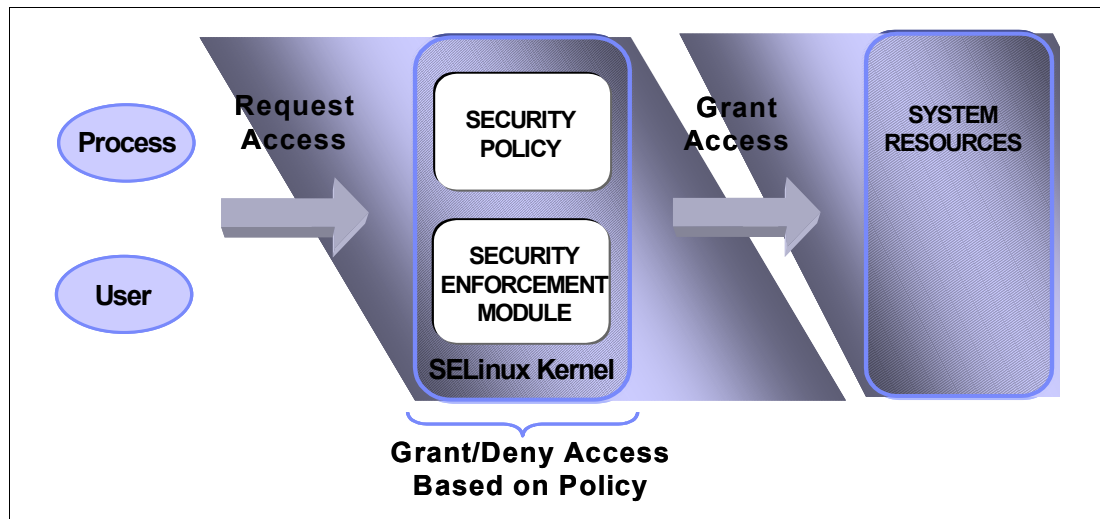 Process
User
Request
Access
SECURITY
POLICY
SECURITY
ENFORCEMENT
MODULE
SELinux Kernel
Grant/Deny Access
Based on Policy
Grant
Access
SYSTEM
RESOURCES